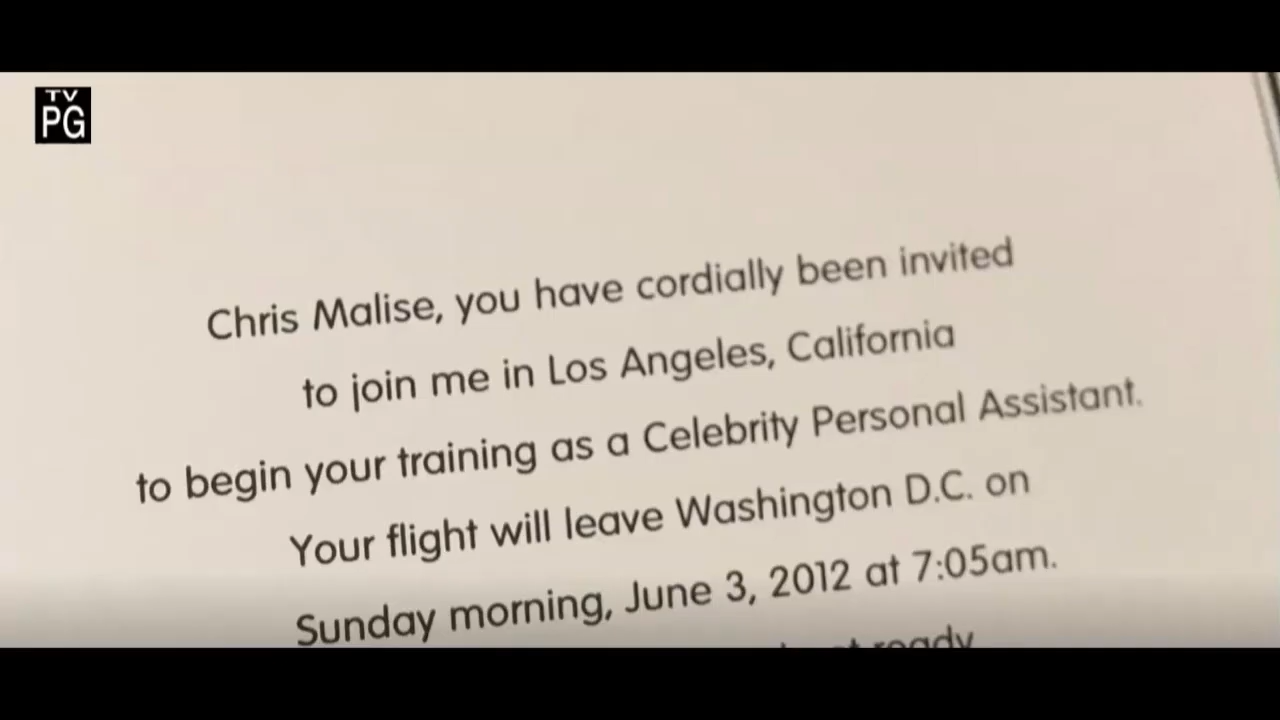 TV
PG
Chris Malise, you have cordially been invited
to join me in Los Angeles, California
to begin your training as a Celebrity Personal Assistant.
Your flight will leave Washington D.C. on
Sunday morning, June 3, 2012 at 7:05am.
ready